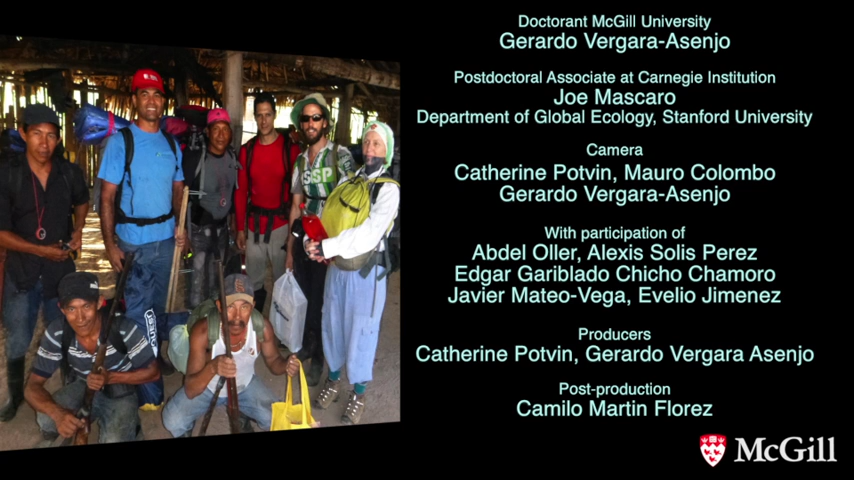 Doctorant McGill University
Gerardo Vergara-Asenjo
Postdoctoral Associate at Carnegie Institution
Joe Mascaro
Department of Global Ecology, Stanford University
Camera
Catherine Potvin, Mauro Colombo
Gerardo Vergara-Asenjo
With participation of
Abdel Oller, Alexis Solis Perez
Edgar Gariblado Chicho Chamoro
Javier Mateo-Vega, Evelio Jimenez
Producers
Catherine Potvin, Gerardo Vergara Asenjo
Post-production
Camilo Martin Florez
McGill
SSP